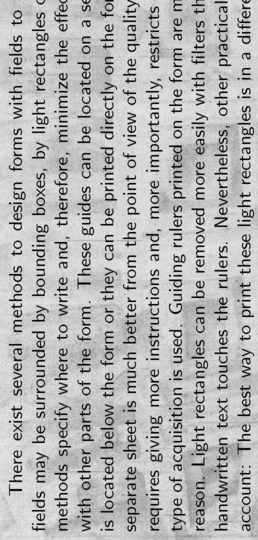 There exist several methods to design forms with fields to
fields may be surrounded by bounding boxes, by light rectangles
methods specify where to write and, therefore, minimize the effec
with other parts of the form. These guides can be located on a se
is located below the form or they can be printed directly on the for
separate sheet is much better from the point of view of the quality
requires giving more instructions and, more importantly, restricts
type of acquisition is used. Guiding rulers printed on the form are m
reason. Light rectangles can be removed more easily with filters th
handwritten text touches the rulers. Nevertheless, other practical
account: The best way to print these light rectangles is in a differe